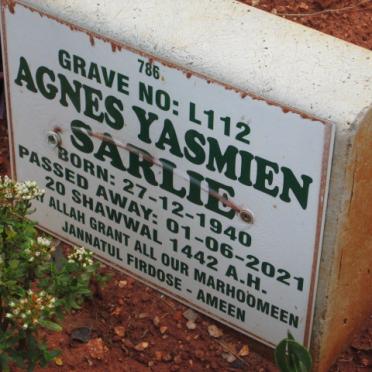 786
GRAVE NO: L112
AGNES YASMIEN
SARLIE
BORN: 27-12-1940
PASSED AWAY: 01-06-2021
20 SHAWWAL 1442 A.H.
ALLAH GRANT ALL OUR MARHOOMEEN
JANNATUL FIRDOSE - AMEEN